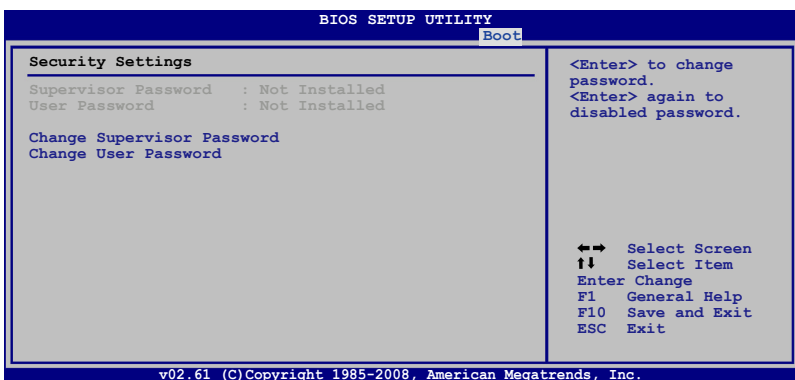 BIOS SETUP UTILITY
Boot
Security Settings
Supervisor Password : Not Installed
User Password : Not Installed
Change Supervisor Password
Change User Password
<Enter> to change
password.
<Enter> again to
disabled password.
←→ Select Screen
↑↓ Select Item
Enter Change
F1 General Help
F10 Save and Exit
ESC Exit
v02.61 (C)Copyright 1985-2008, American Megatrends, Inc.